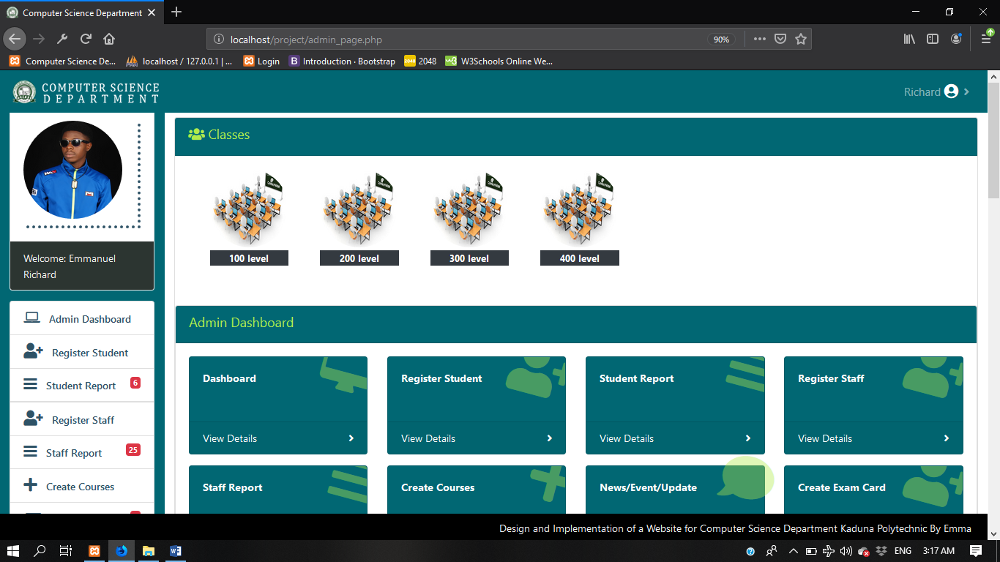 Computer Science Department
localhost/project/admin_page.php
90%
Computer Science De...
localhost / 127.0.0.1 | ...
Login
Introduction · Bootstrap
2048
W3Schools Online We...
COMPUTER SCIENCE
DEPARTMENT
Richard
Welcome: Emmanuel
Richard
Admin Dashboard
Register Student
Student Report 6
Register Staff
Staff Report 25
Create Courses
Classes
100 level
200 level
300 level
400 level
Admin Dashboard
Dashboard
View Details
Register Student
View Details
Student Report
View Details
Register Staff
View Details
Staff Report
Create Courses
News/Event/Update
Create Exam Card
Design and Implementation of a Website for Computer Science Department Kaduna Polytechnic By Emma
ENG
3:17 AM